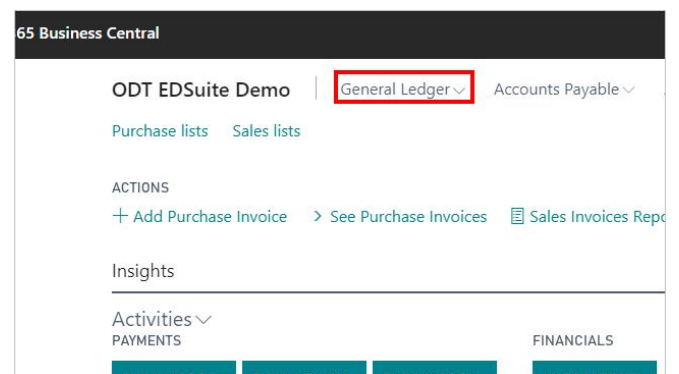 65 Business Central
ODT EDSuite Demo General Ledger Accounts Payable
Purchase lists Sales lists
ACTIONS
+ Add Purchase Invoice > See Purchase Invoices Sales Invoices Repo
Insights
Activities
PAYMENTS FINANCIALS